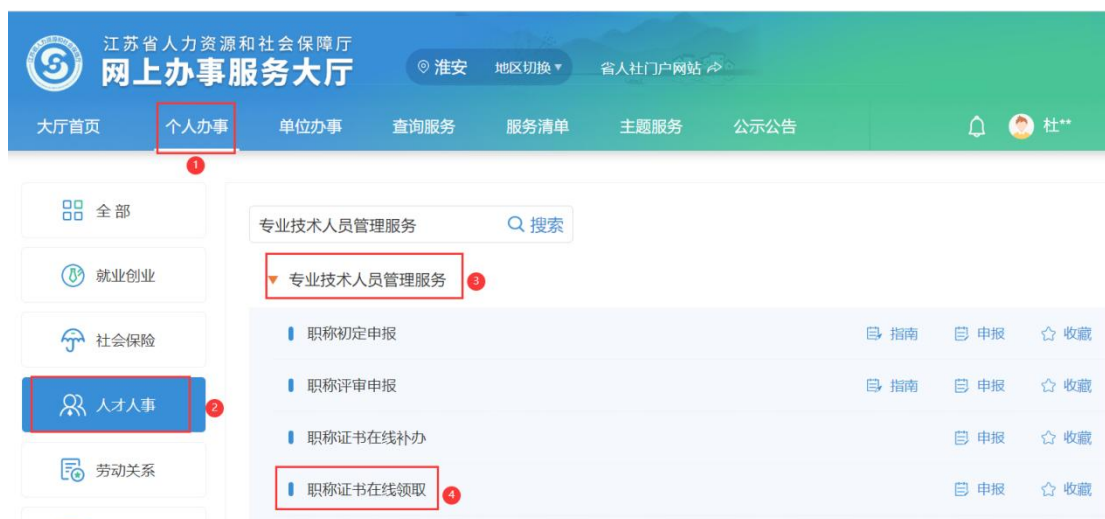 江苏省人力资源和社会保障厅
网上办事服务大厅
淮安 地区切换 省人社门户网站
大厅首页 个人办事 单位办事 查询服务 服务清单 主题服务 公示公告 杜**
1
全部
专业技术人员管理服务 搜索
就业创业
专业技术人员管理服务 3
社会保险
职称初定申报 指南 申报 收藏
人才人事 2
职称评审申报 指南 申报 收藏
职称证书在线补办 申报 收藏
劳动关系
职称证书在线领取 4 申报 收藏